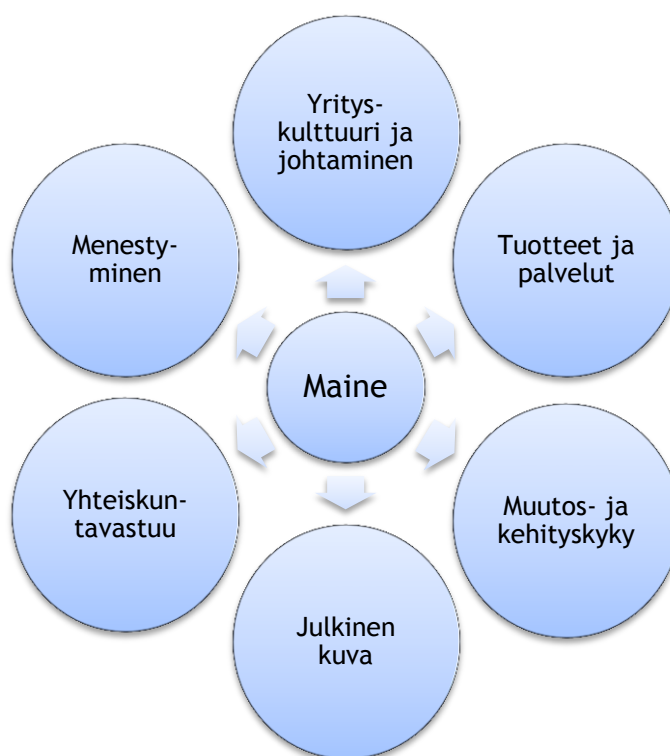 Yritys-
kulttuuri ja
johtaminen
Tuotteet ja
palvelut
Muutos- ja
kehityskyky
Julkinen
kuva
Yhteiskun-
tavastuu
Menesty-
minen
Maine